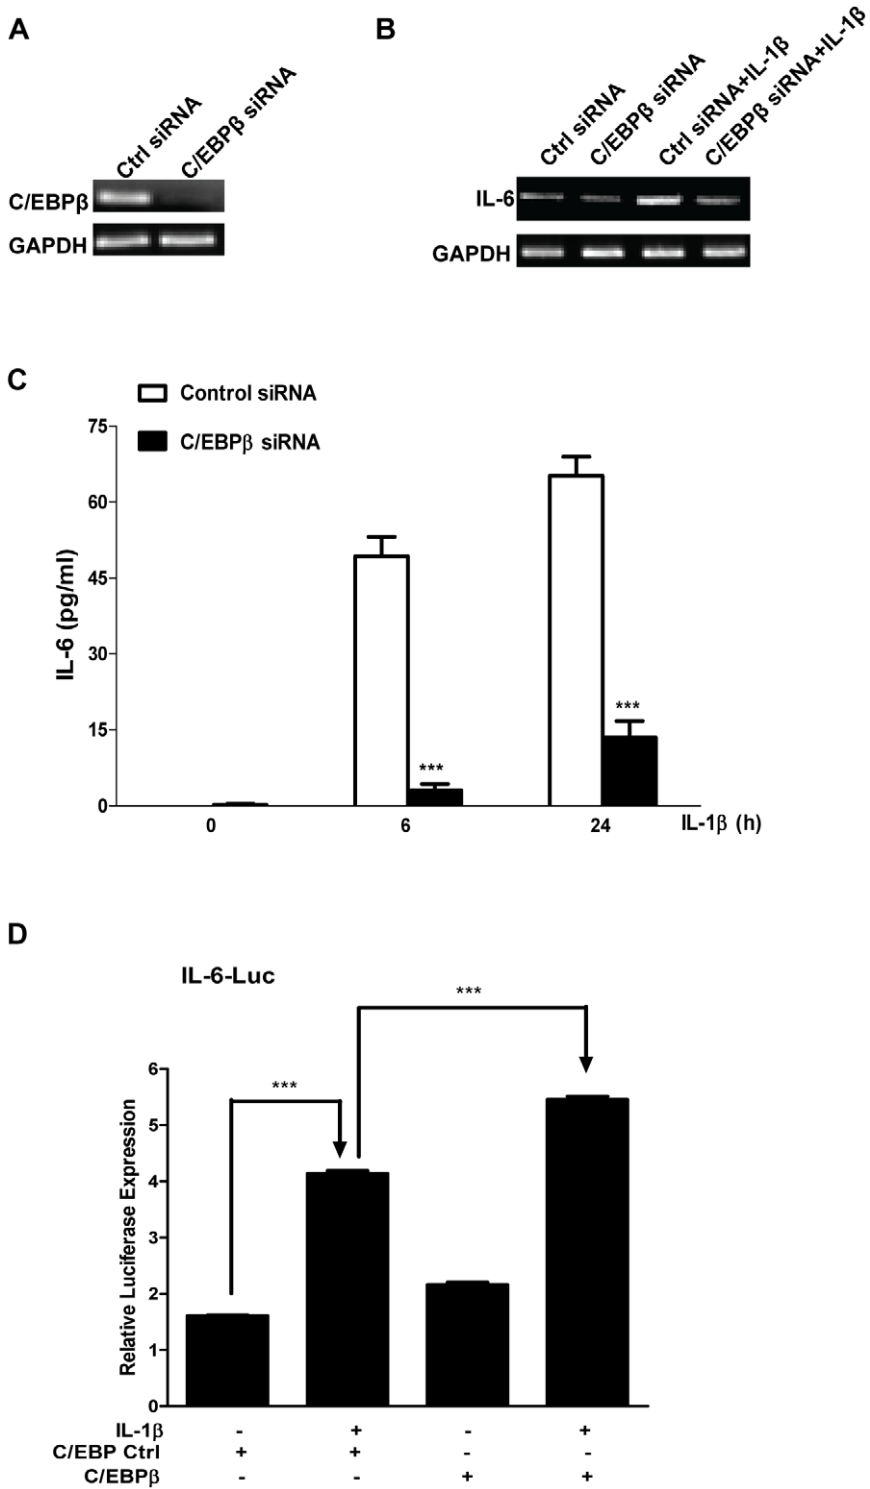 A
Ctrl siRNA
C/EBPβ siRNA
C/EBPβ
GAPDH
B
Ctrl siRNA
C/EBPβ siRNA
Ctrl siRNA+IL-1β
C/EBPβ siRNA+IL-1β
IL-6
GAPDH
C
Control siRNA
C/EBPβ siRNA
IL-6 (pg/ml)
75
60
45
30
15
0
***
***
0 6 24 IL-1β (h)
D
IL-6-Luc
***
***
Relative Luciferase Expression
6
5
4
3
2
1
0
IL-1β - + - +
C/EBP Ctrl + + - -
C/EBPβ - - + +